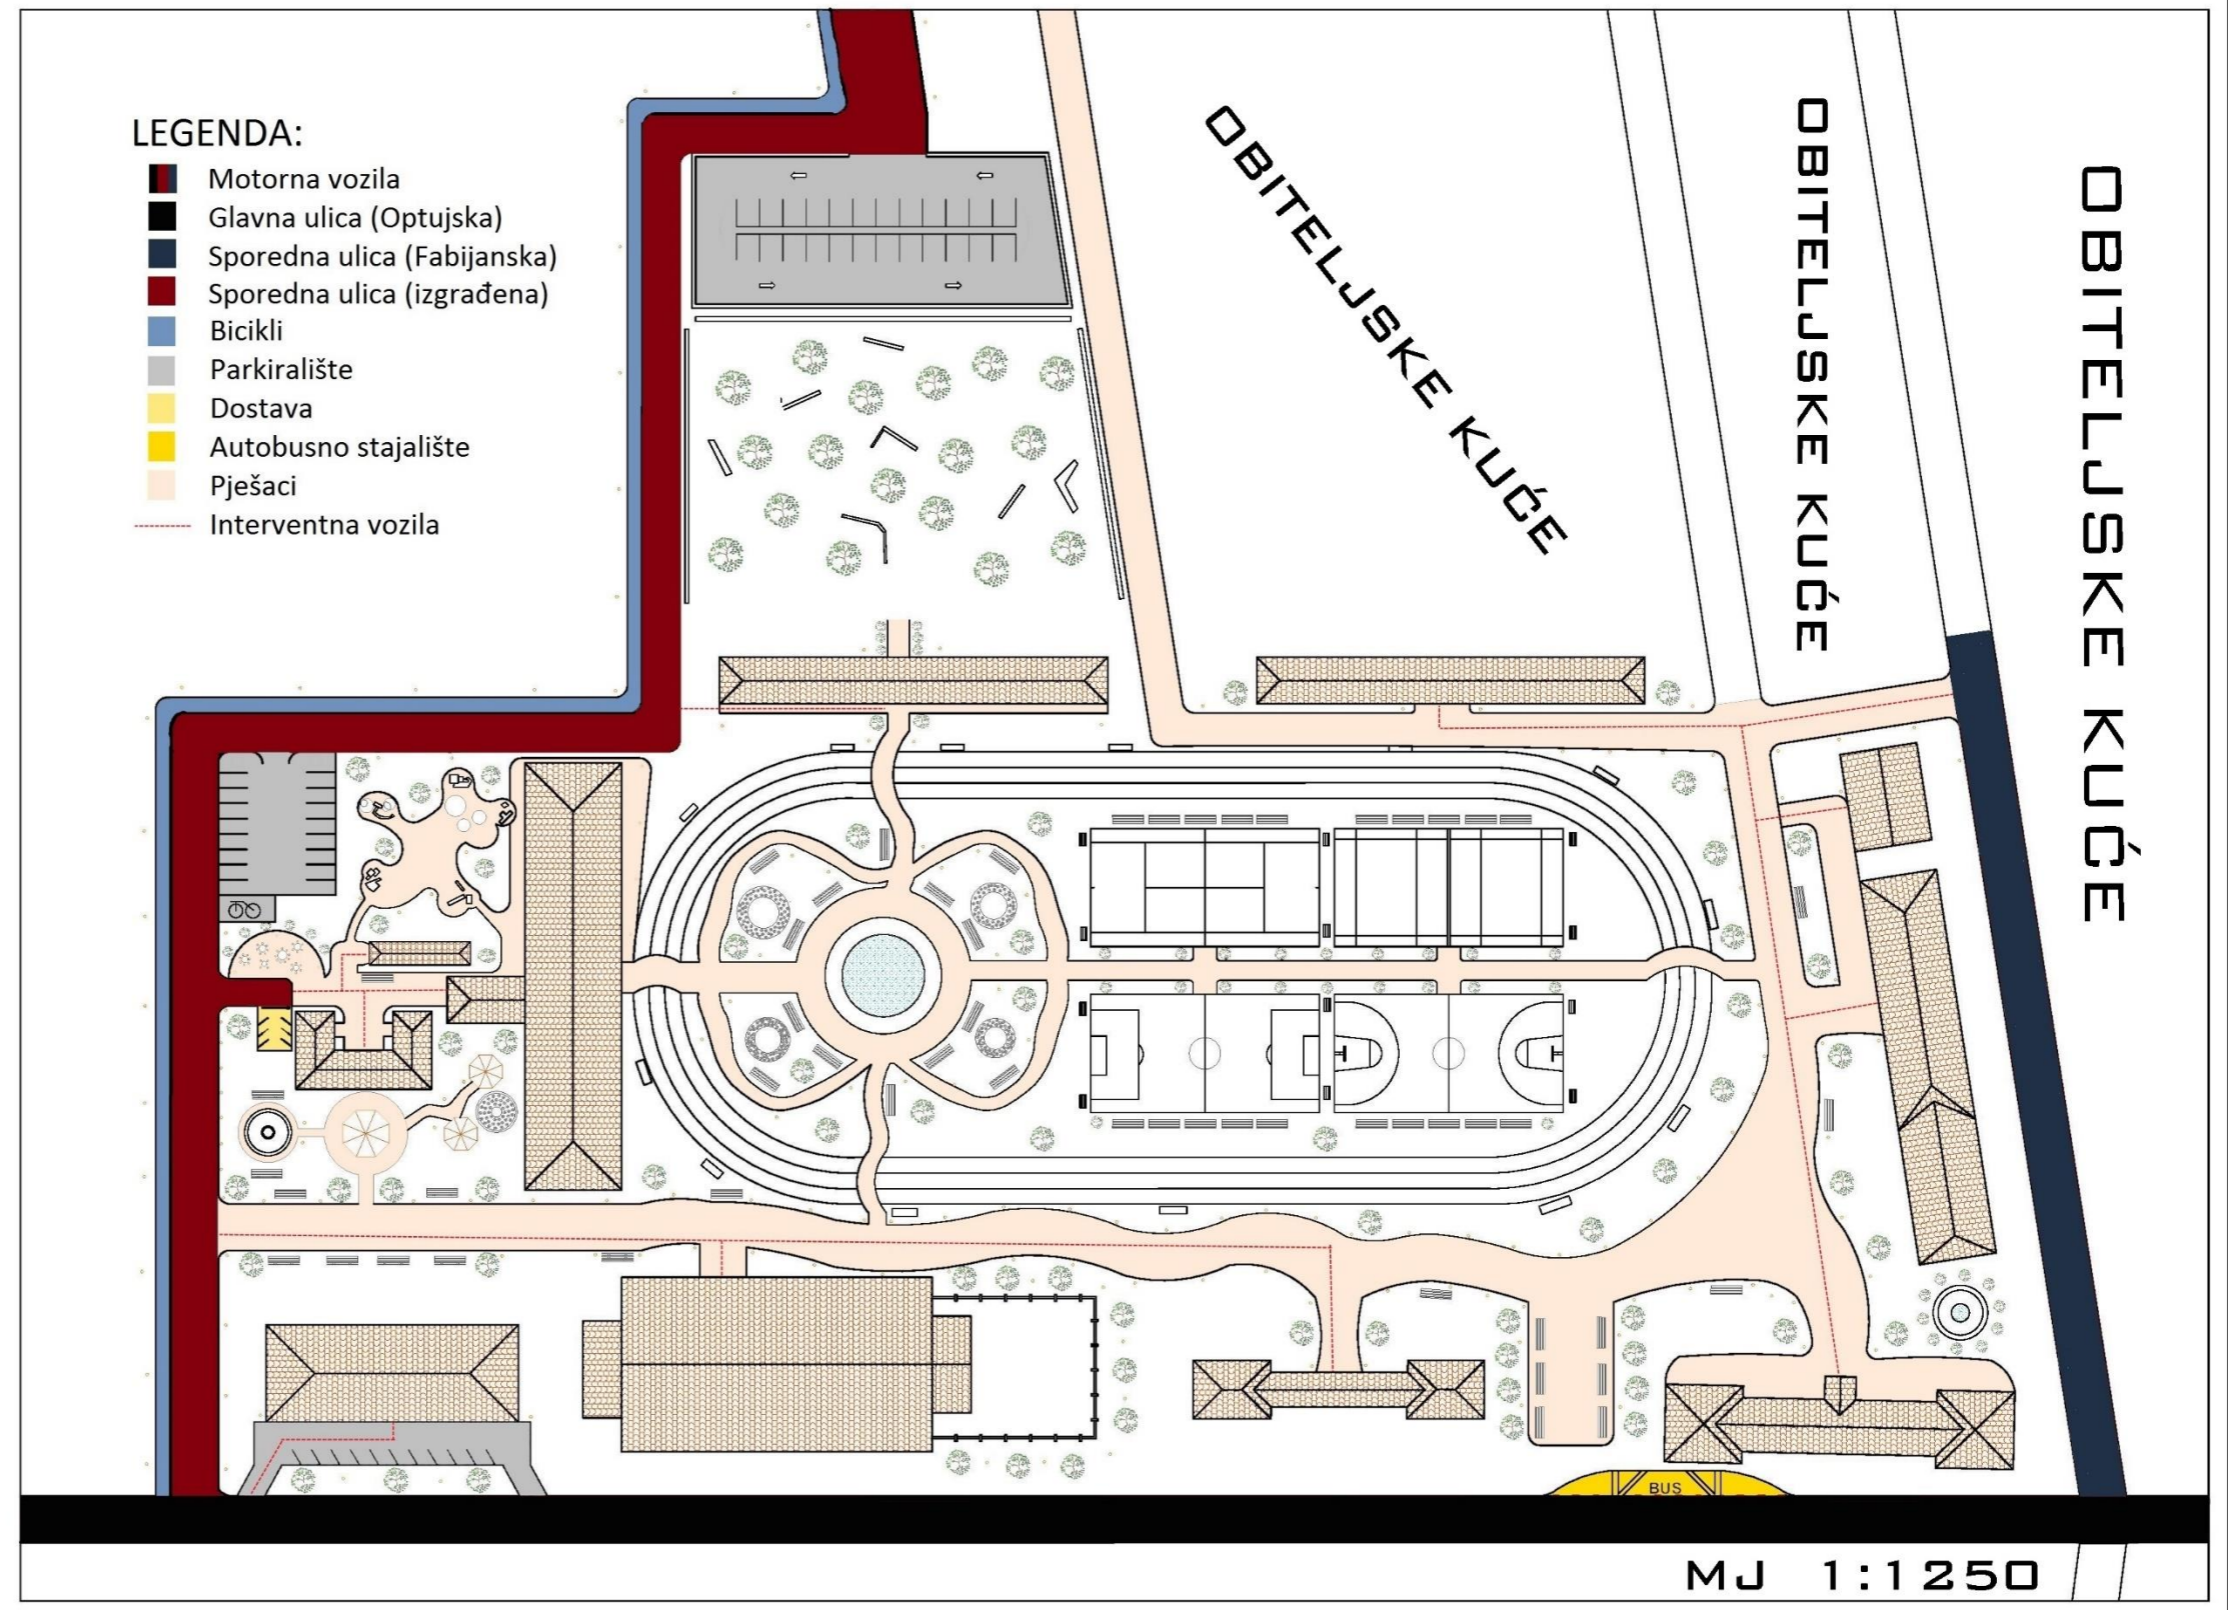 LEGENDA:
Motorna vozila
Glavna ulica (Optujska)
Sporedna ulica (Fabijanska)
Sporedna ulica (izgrađena)
Bicikli
Parkiralište
Dostava
Autobusno stajalište
Pješaci
Interventna vozila
OBITELJSKE KUĆE
OBITELJSKE KUĆE
OBITELJSKE KUĆE
BUS
MJ 1:1250